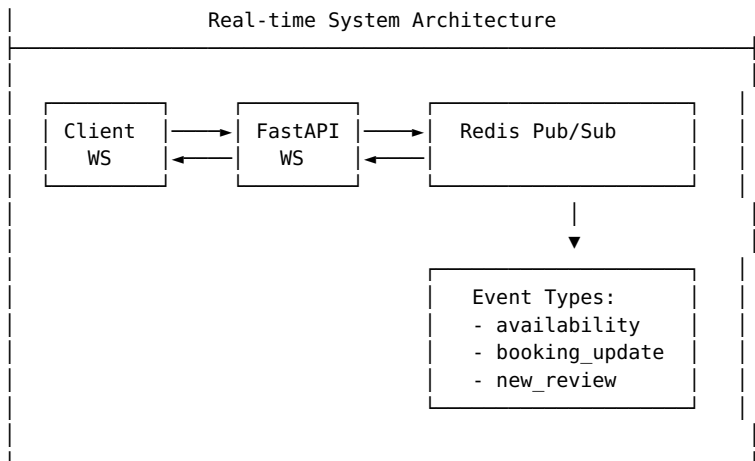 Real-time System Architecture
Client WS
FastAPI WS
Redis Pub/Sub
Event Types:
- availability
- booking_update
- new_review